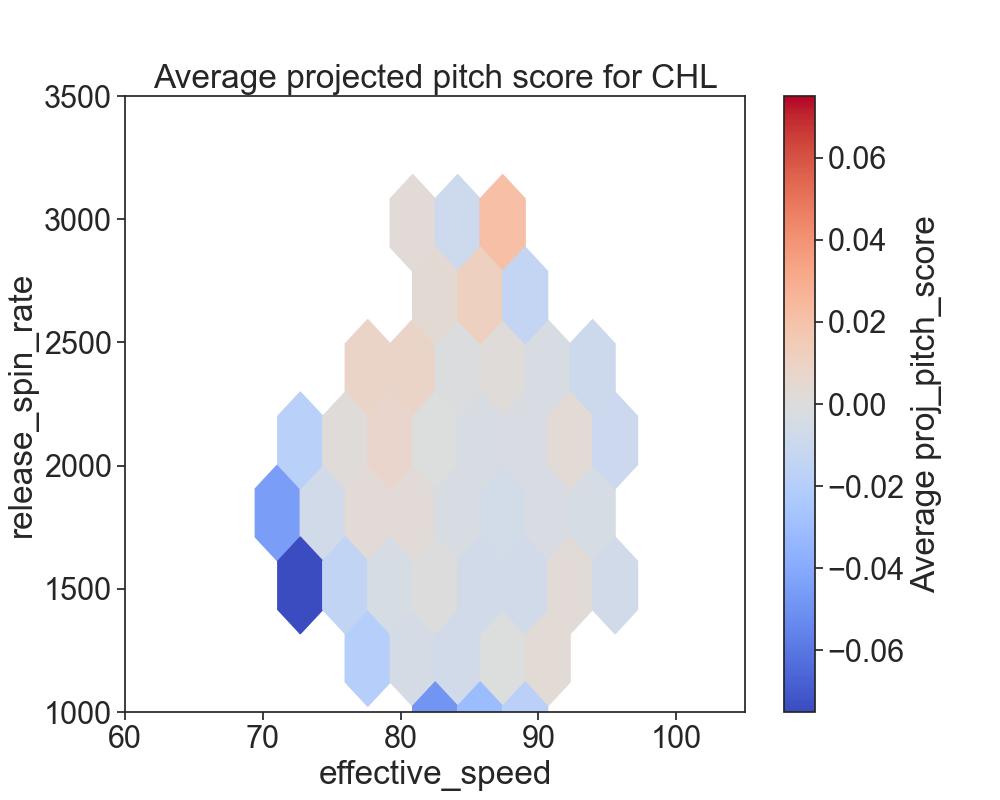 Average projected pitch score for CHL
3500
3000
2500
2000
1500
1000
release_spin_rate
60 70 80 90 100
effective_speed
0.06
0.04
0.02
0.00
−0.02
−0.04
−0.06
Average proj_pitch_score